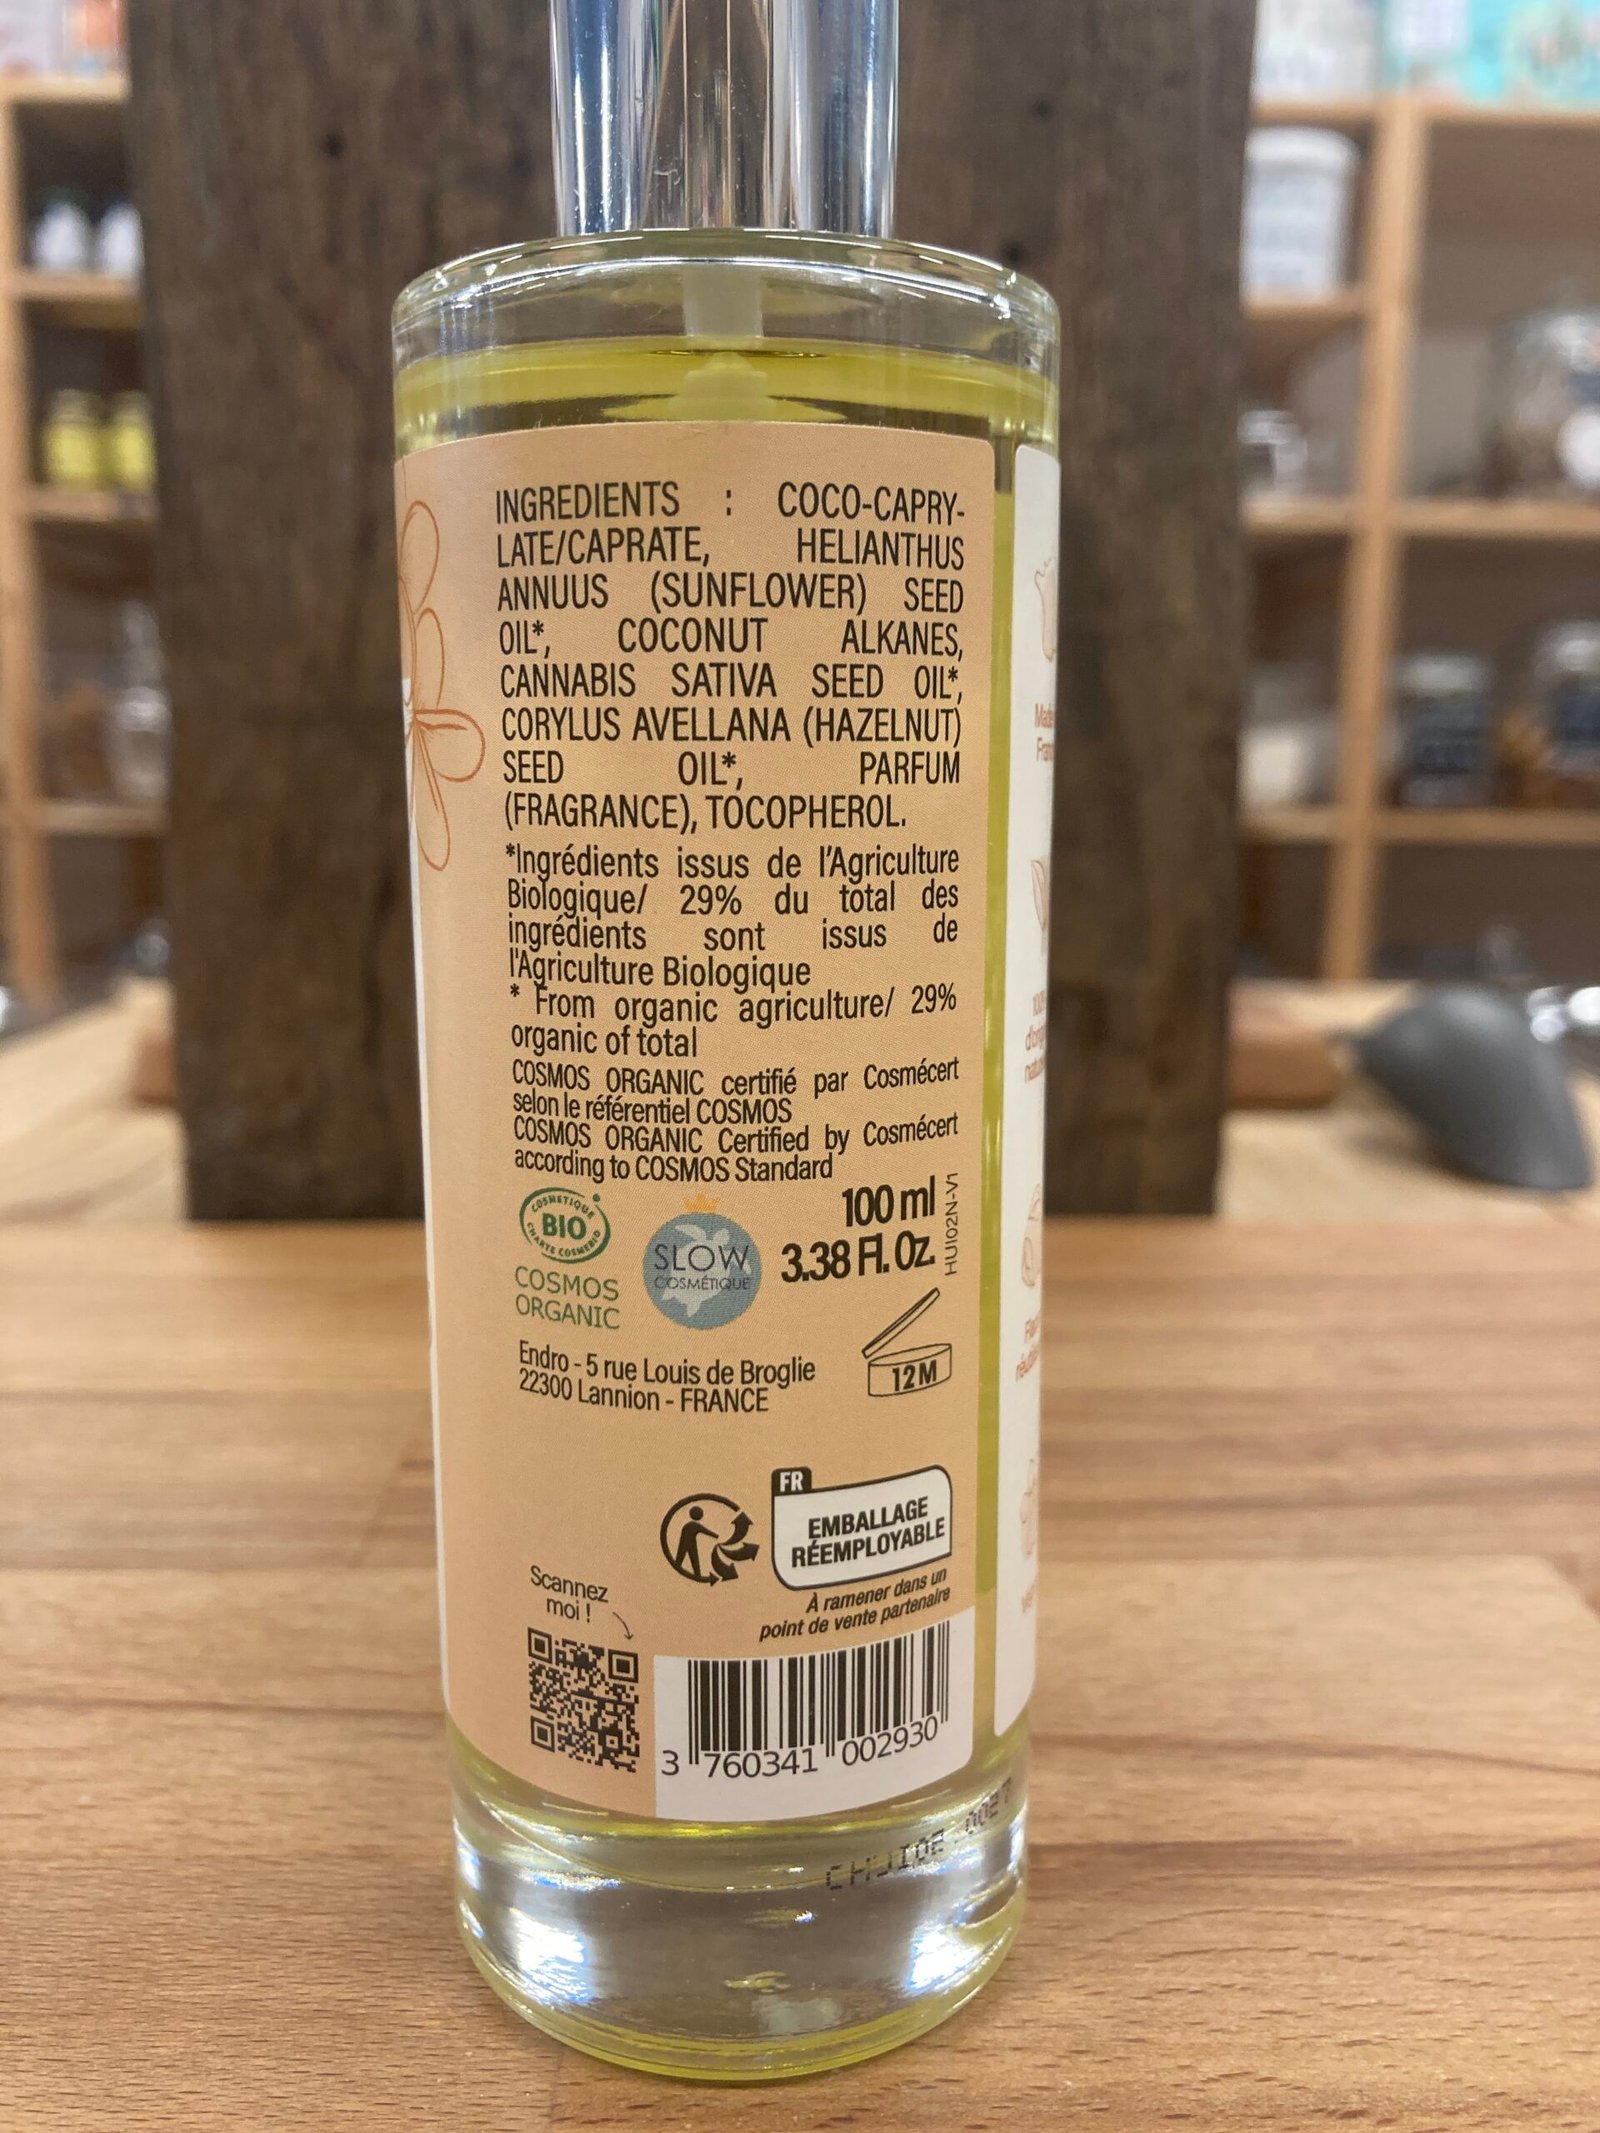 INGREDIENTS : COCO-CAPRY-
LATE/CAPRATE, HELIANTHUS
ANNUUS (SUNFLOWER) SEED
OIL*, COCONUT ALKANES,
CANNABIS SATIVA SEED OIL*,
CORYLUS AVELLANA (HAZELNUT)
SEED OIL*, PARFUM
(FRAGRANCE), TOCOPHEROL.
*Ingrédients issus de l'Agriculture
Biologique/ 29% du total des
ingrédients sont issus de
l'Agriculture Biologique
* From organic agriculture/ 29%
organic of total
COSMOS ORGANIC certifié par Cosmécert
selon le référentiel COSMOS
COSMOS ORGANIC Certified by Cosmécert
according to COSMOS Standard
COSMETIQUE
BIO
CHARTE COSMEBIO
COSMOS
ORGANIC
SLOW
COSMÉTIQUE
100 ml
3.38 Fl. Oz.
HUI02N-V1
Endro - 5 rue Louis de Broglie
22300 Lannion - FRANCE
12M
FR
EMBALLAGE
RÉEMPLOYABLE
À ramener dans un
point de vente partenaire
Scannez
moi !
3 760341 002930